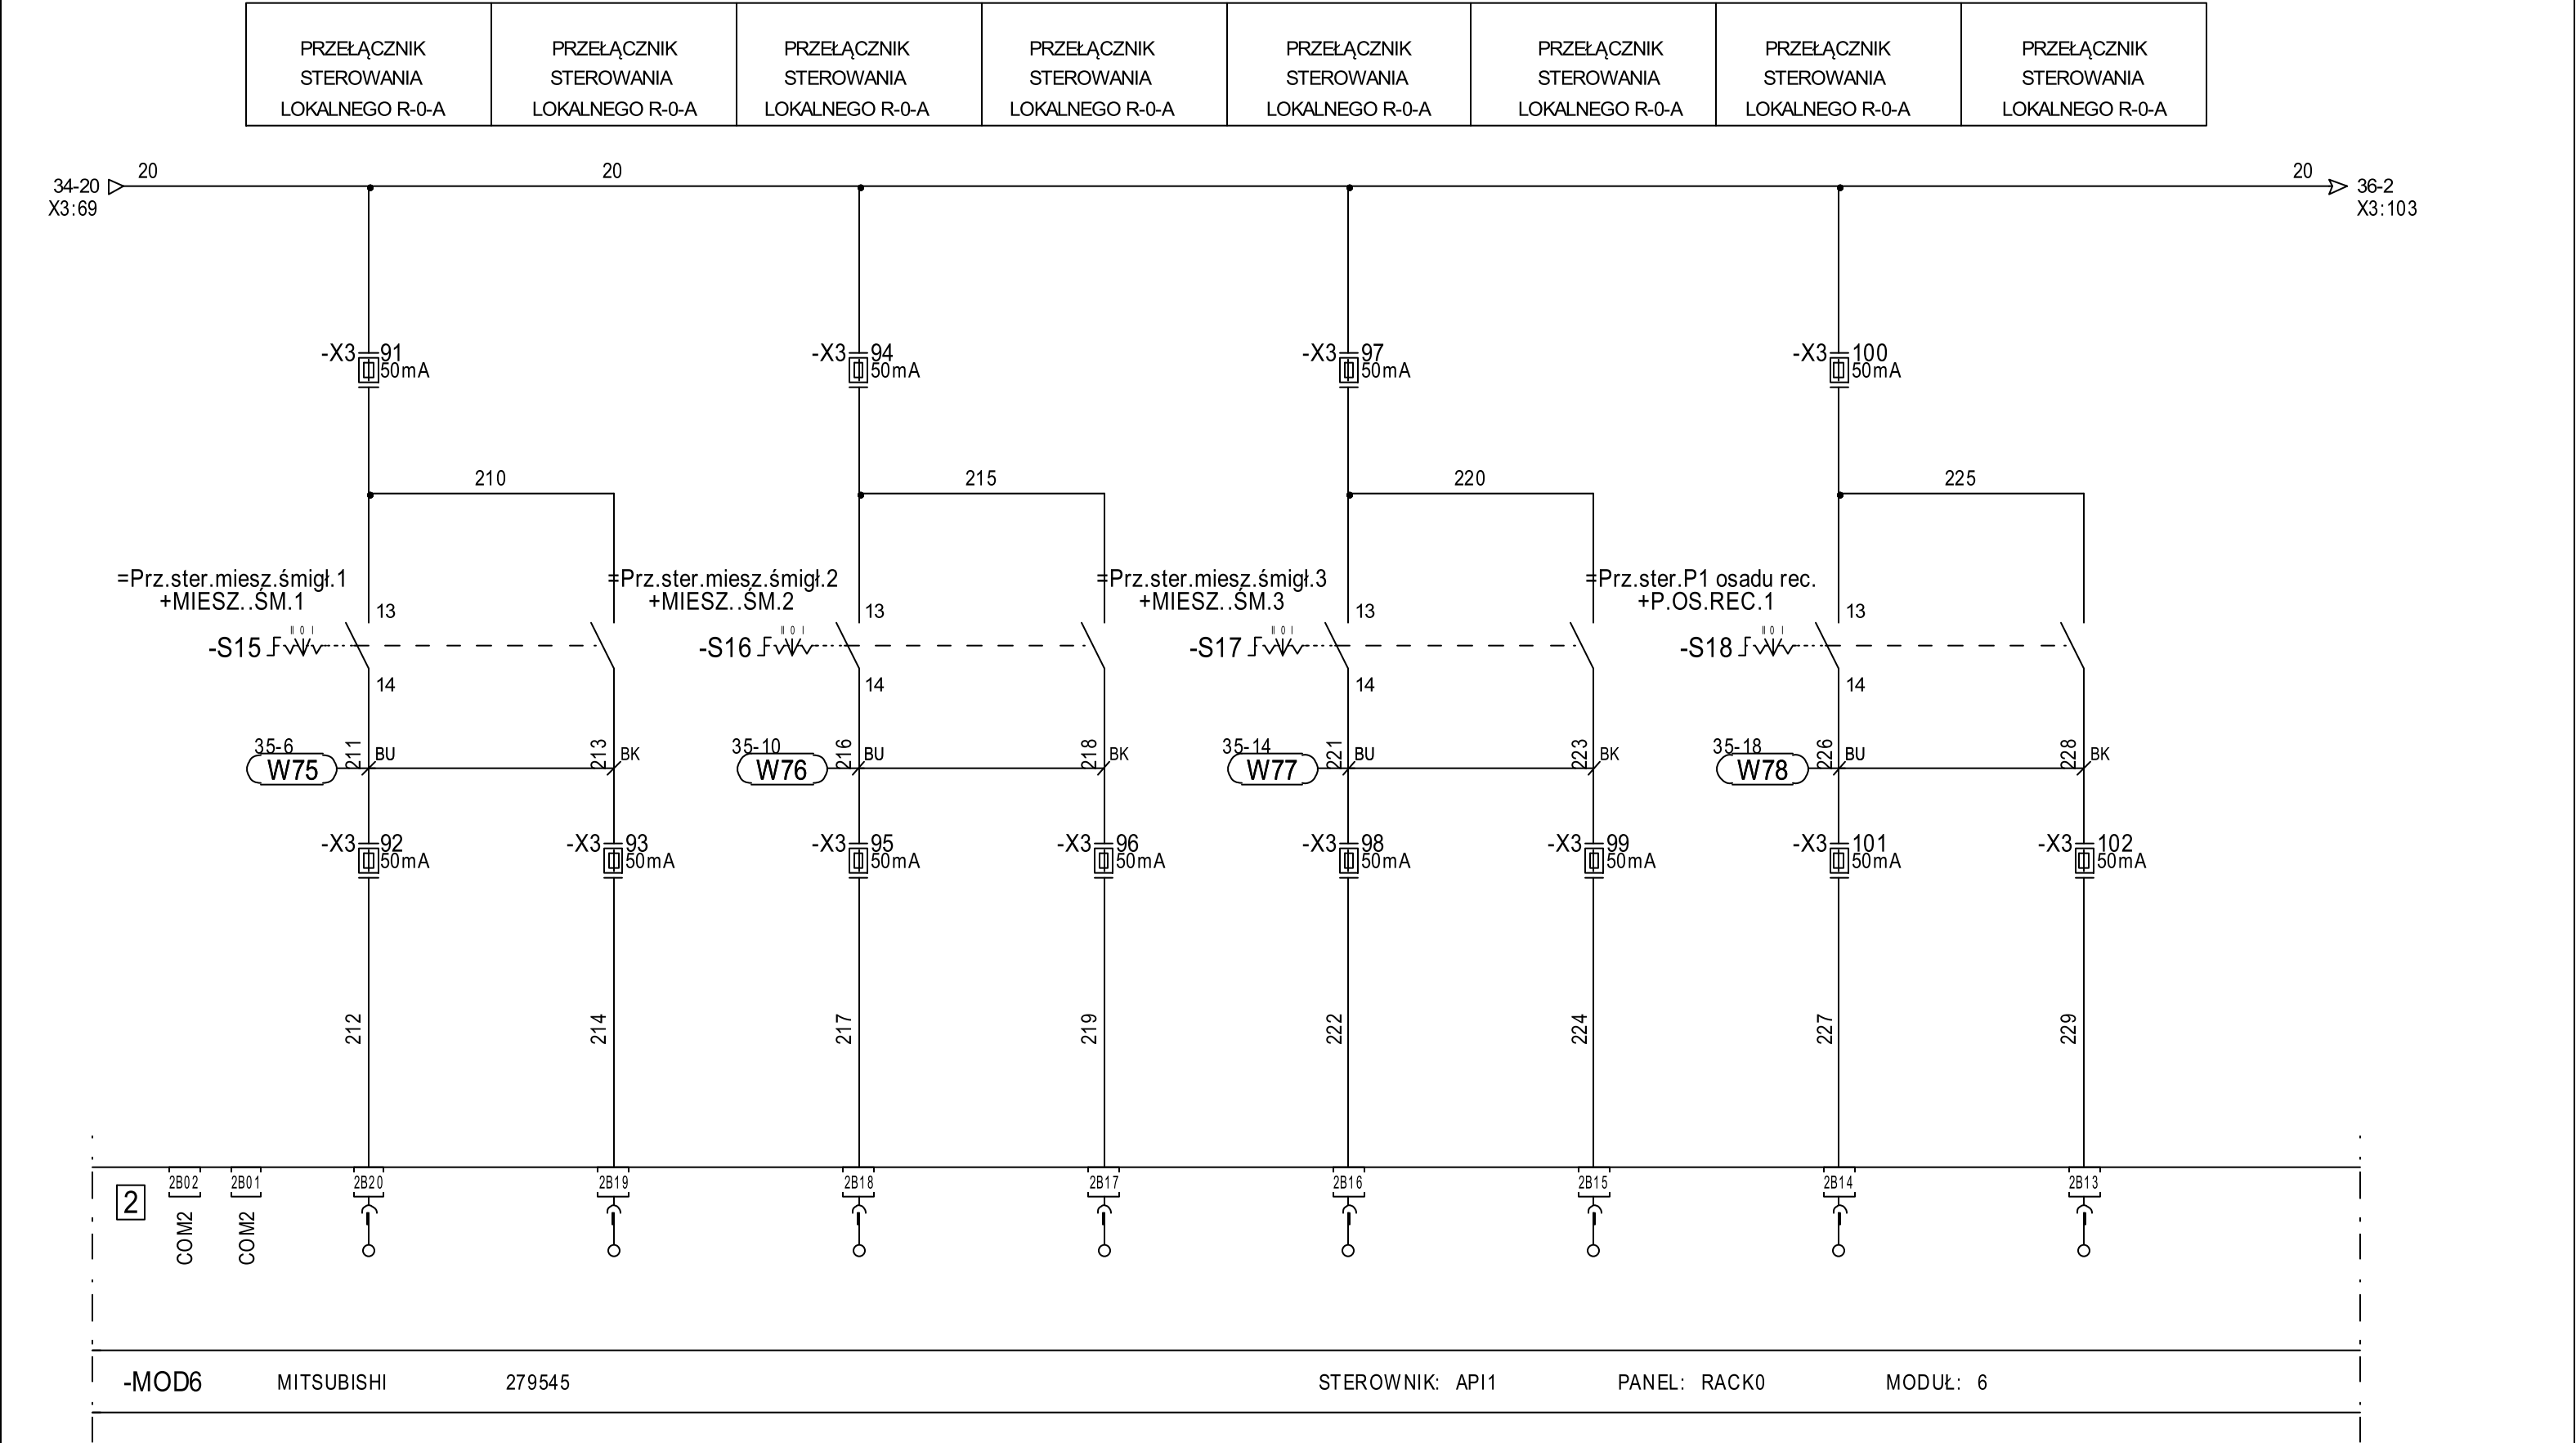 PRZEŁĄCZNIK STEROWANIA LOKALNEGO R-0-A
PRZEŁĄCZNIK STEROWANIA LOKALNEGO R-0-A
PRZEŁĄCZNIK STEROWANIA LOKALNEGO R-0-A
PRZEŁĄCZNIK STEROWANIA LOKALNEGO R-0-A
PRZEŁĄCZNIK STEROWANIA LOKALNEGO R-0-A
PRZEŁĄCZNIK STEROWANIA LOKALNEGO R-0-A
PRZEŁĄCZNIK STEROWANIA LOKALNEGO R-0-A
PRZEŁĄCZNIK STEROWANIA LOKALNEGO R-0-A
20 20 20
34-20 36-2
X3:69 X3:103
-X3 91 -X3 94 -X3 97 -X3 100
50mA 50mA 50mA 50mA
210 215 220 225
=Prz.ster.miesz.śmigł.1 =Prz.ster.miesz.śmigł.2 =Prz.ster.miesz.śmigł.3 =Prz.ster.P1 osadu rec.
+MIESZ..ŚM.1 +MIESZ..ŚM.2 +MIESZ..ŚM.3 +P.OS.REC.1
13 13 13 13
II 0 I II 0 I II 0 I II 0 I
-S15 -S16 -S17 -S18
14 14 14 14
35-6 211 BU 213 BK 35-10 216 BU 218 BK 35-14 221 BU 223 BK 35-18 226 BU 228 BK
W75 W76 W77 W78
-X3 92 -X3 93 -X3 95 -X3 96 -X3 98 -X3 99 -X3 101 -X3 102
50mA 50mA 50mA 50mA 50mA 50mA 50mA 50mA
212 214 217 219 222 224 227 229
2B02 2B01 2B20 2B19 2B18 2B17 2B16 2B15 2B14 2B13
2
COM2 COM2
-MOD6 MITSUBISHI 279545 STEROWNIK: API1 PANEL: RACK0 MODUŁ: 6